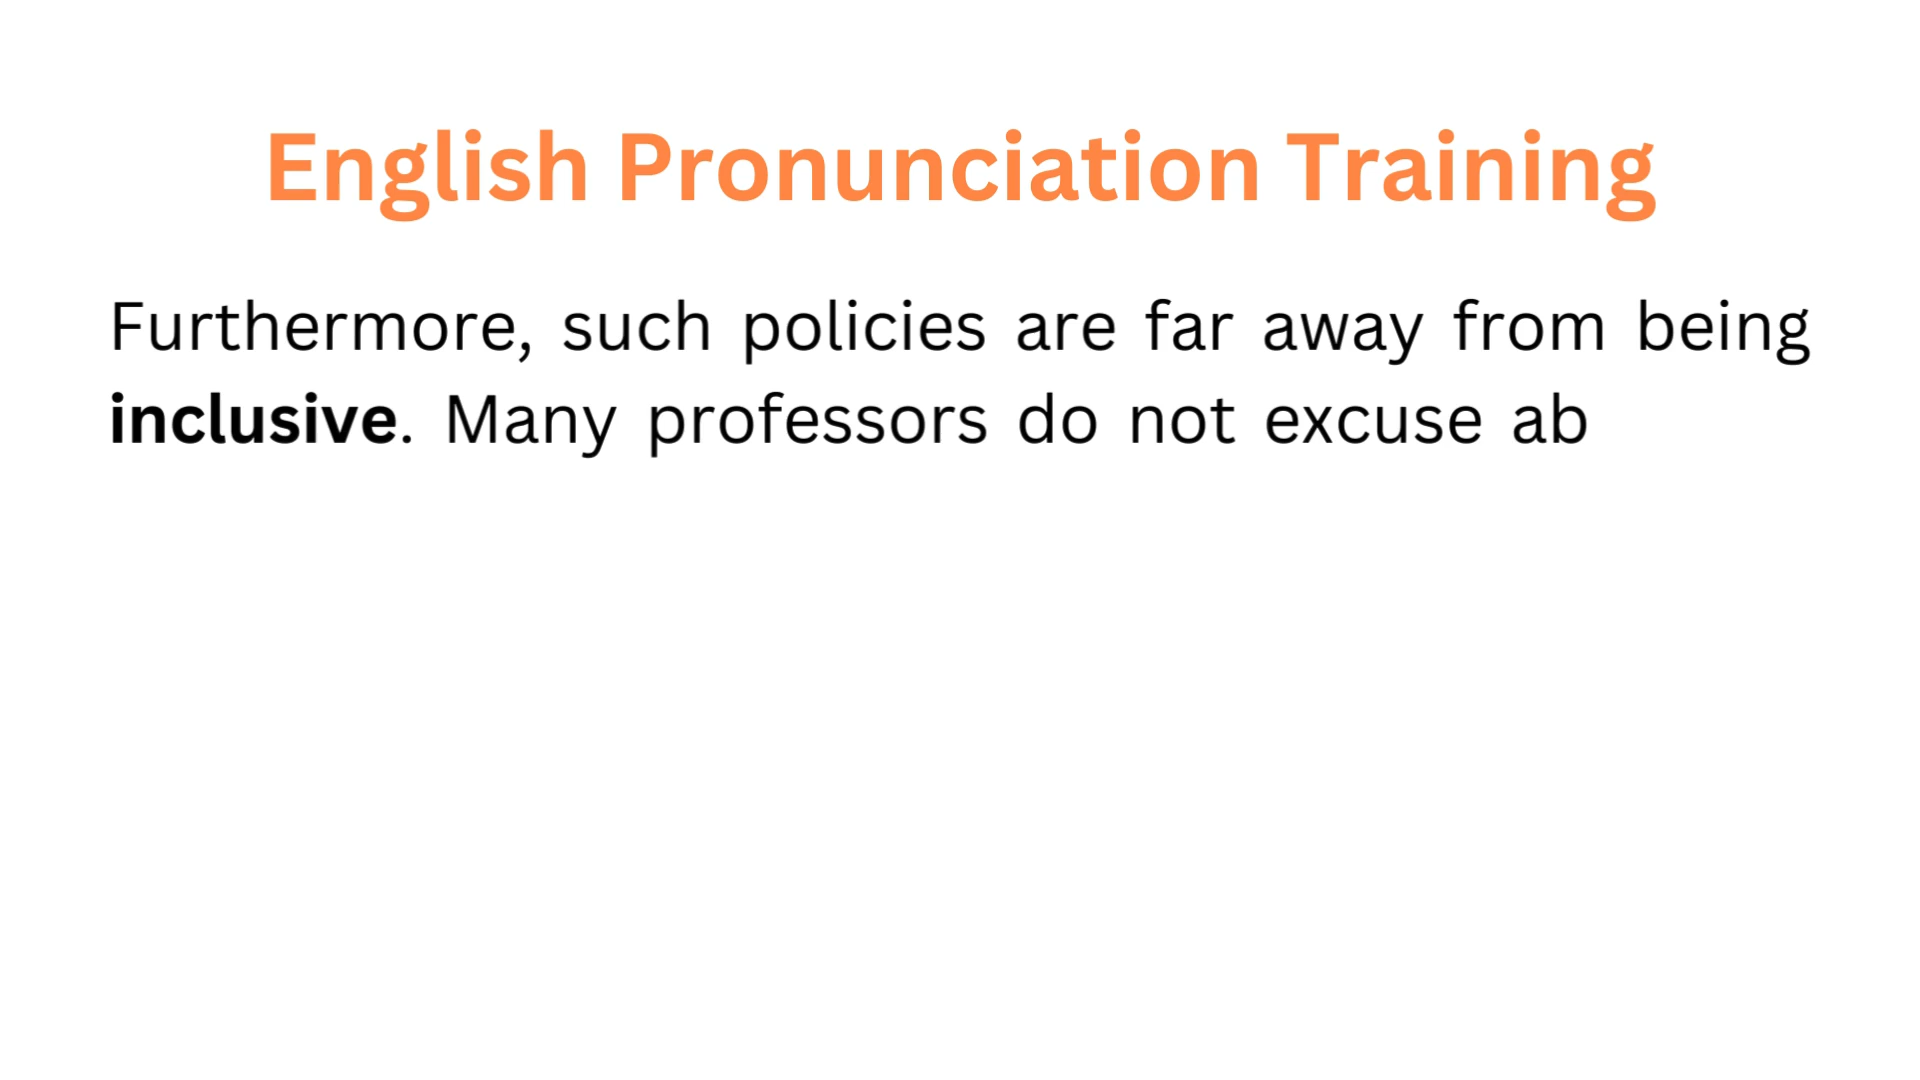 English Pronunciation Training
Furthermore, such policies are far away from being
inclusive. Many professors do not excuse ab